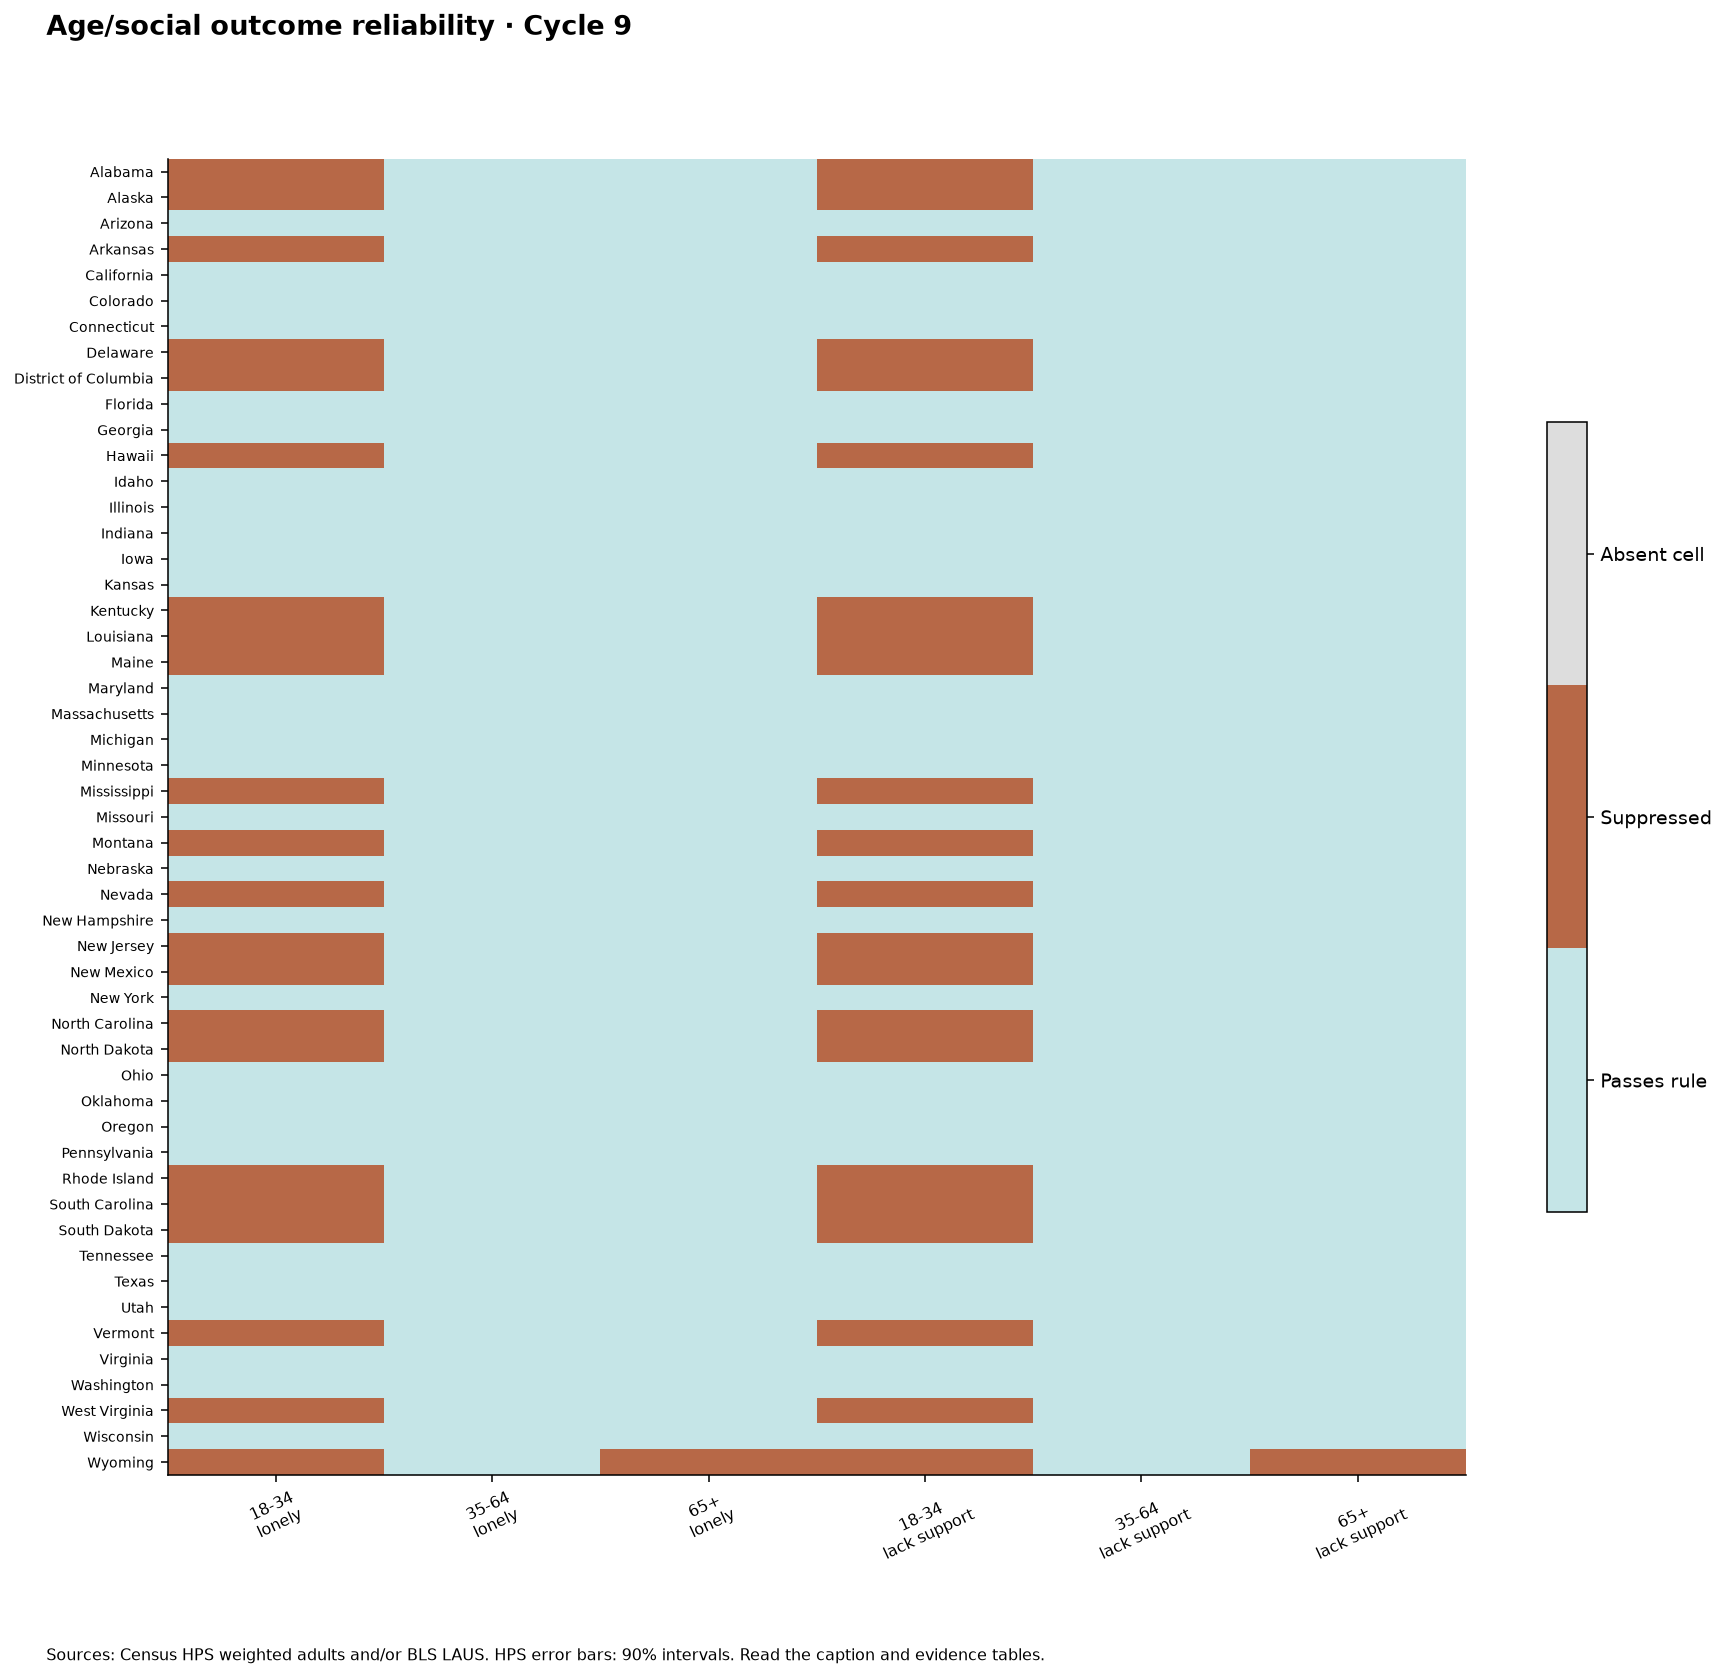 Age/social outcome reliability · Cycle 9
Alabama
Alaska
Arizona
Arkansas
California
Colorado
Connecticut
Delaware
District of Columbia
Florida
Georgia
Hawaii
Idaho
Illinois
Indiana
Iowa
Kansas
Kentucky
Louisiana
Maine
Maryland
Massachusetts
Michigan
Minnesota
Mississippi
Missouri
Montana
Nebraska
Nevada
New Hampshire
New Jersey
New Mexico
New York
North Carolina
North Dakota
Ohio
Oklahoma
Oregon
Pennsylvania
Rhode Island
South Carolina
South Dakota
Tennessee
Texas
Utah
Vermont
Virginia
Washington
West Virginia
Wisconsin
Wyoming
18-34
lonely
35-64
lonely
65+
lonely
18-34
lack support
35-64
lack support
65+
lack support
Absent cell
Suppressed
Passes rule
Sources: Census HPS weighted adults and/or BLS LAUS. HPS error bars: 90% intervals. Read the caption and evidence tables.